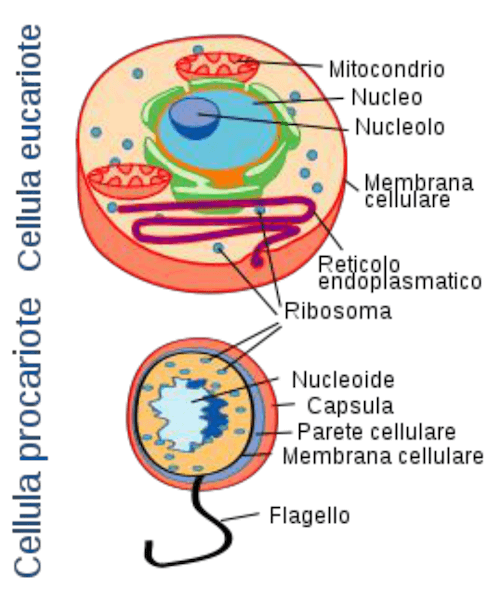 Cellula eucariote
Mitocondrio
Nucleo
Nucleolo
Membrana
cellulare
Reticolo
endoplasmatico
Ribosoma
Cellula procariote
Nucleoide
Capsula
Parete cellulare
Membrana cellulare
Flagello